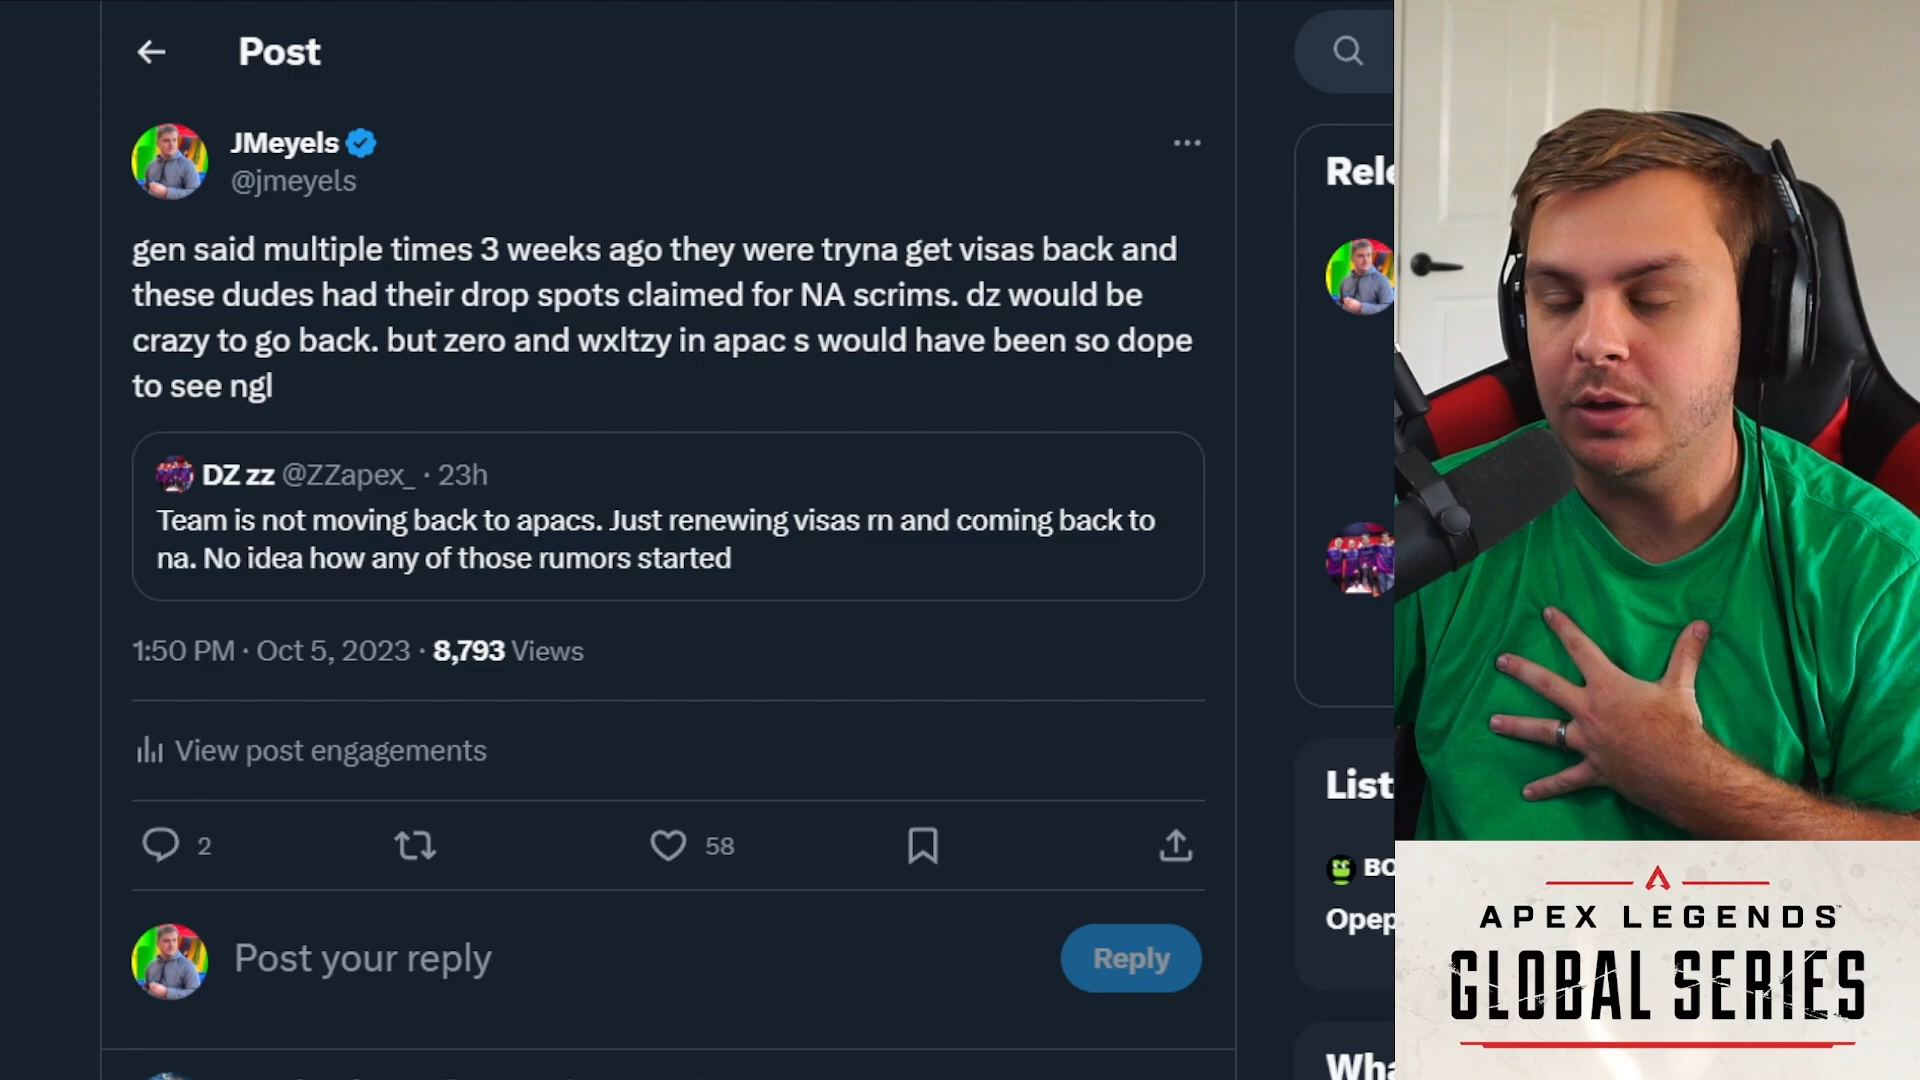 Post
JMeyels
@jmeyels
gen said multiple times 3 weeks ago they were tryna get visas back and
these dudes had their drop spots claimed for NA scrims. dz would be
crazy to go back. but zero and wxltzy in apac s would have been so dope
to see ngl
DZ zz @ZZapex_ · 23h
Team is not moving back to apacs. Just renewing visas rn and coming back to
na. No idea how any of those rumors started
1:50 PM · Oct 5, 2023 · 8,793 Views
View post engagements
2
58
Post your reply
Reply
List
APEX LEGENDS
GLOBAL SERIES